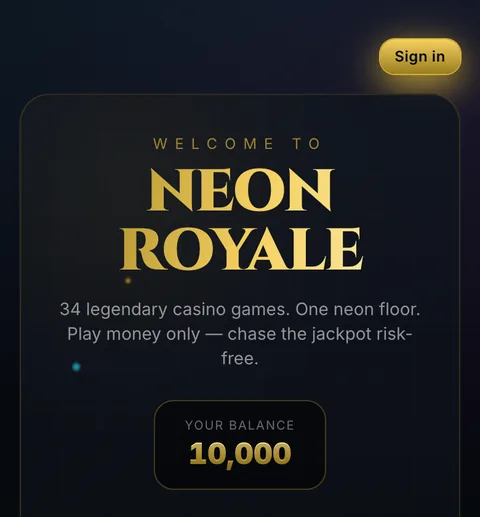 Sign in
WELCOME TO
NEON
ROYALE
34 legendary casino games. One neon floor.
Play money only — chase the jackpot risk-
free.
YOUR BALANCE
10,000